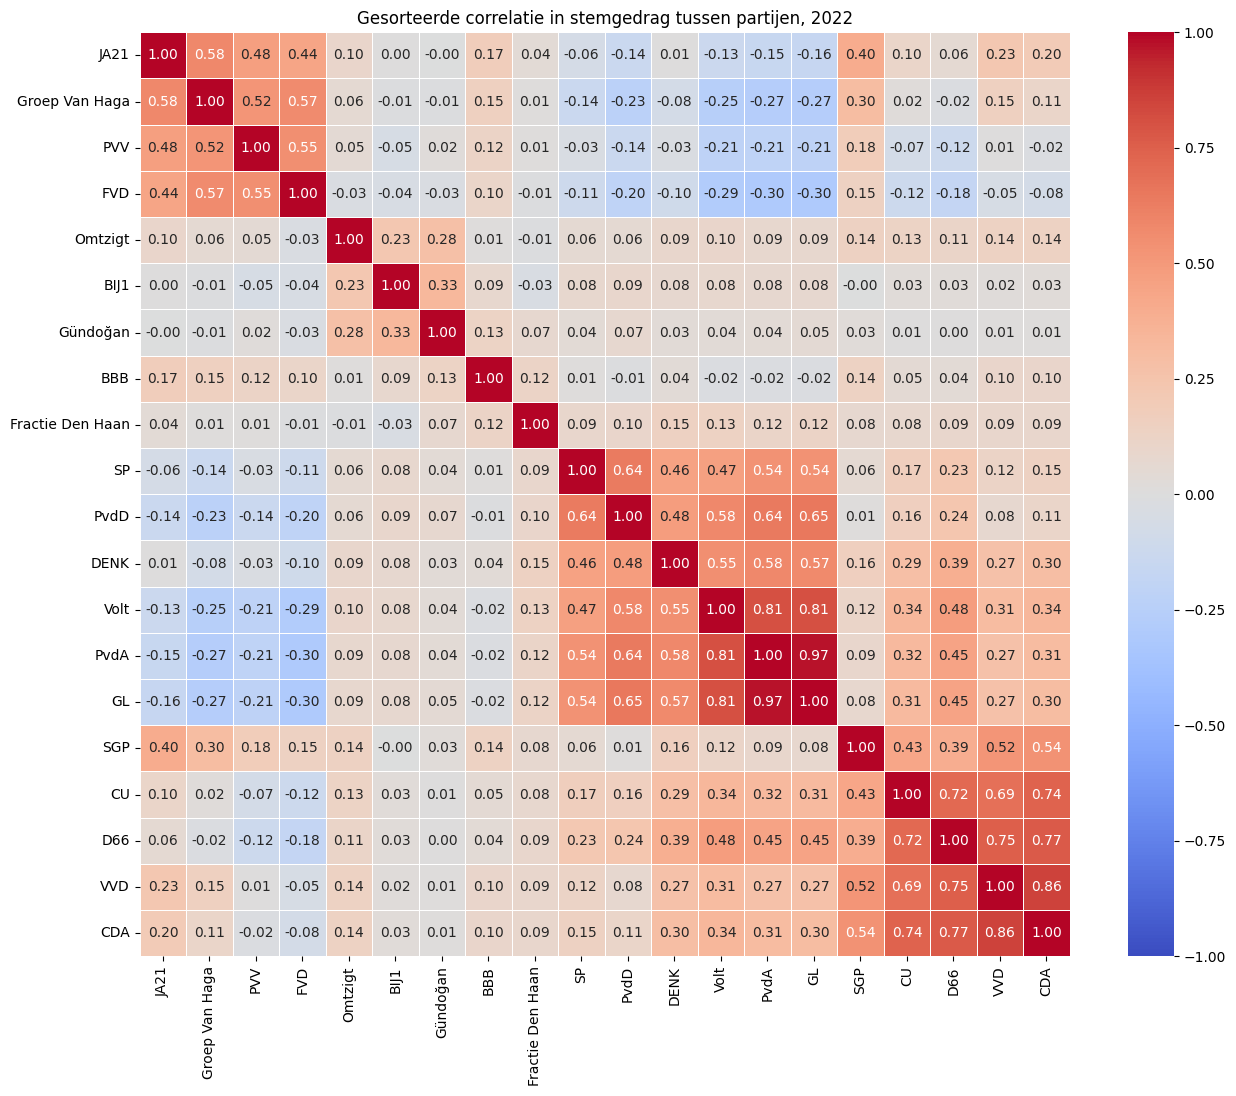 Gesorteerde correlatie in stemgedrag tussen partijen, 2022
JA21 1.00 0.58 0.48 0.44 0.10 0.00 -0.00 0.17 0.04 -0.06 -0.14 0.01 -0.13 -0.15 -0.16 0.40 0.10 0.06 0.23 0.20
Groep Van Haga 0.58 1.00 0.52 0.57 0.06 -0.01 -0.01 0.15 0.01 -0.14 -0.23 -0.08 -0.25 -0.27 -0.27 0.30 0.02 -0.02 0.15 0.11
PVV 0.48 0.52 1.00 0.55 0.05 -0.05 0.02 0.12 0.01 -0.03 -0.14 -0.03 -0.21 -0.21 -0.21 0.18 -0.07 -0.12 0.01 -0.02
FVD 0.44 0.57 0.55 1.00 -0.03 -0.04 -0.03 0.10 -0.01 -0.11 -0.20 -0.10 -0.29 -0.30 -0.30 0.15 -0.12 -0.18 -0.05 -0.08
Omtzigt 0.10 0.06 0.05 -0.03 1.00 0.23 0.28 0.01 -0.01 0.06 0.06 0.09 0.10 0.09 0.09 0.14 0.13 0.11 0.14 0.14
BIJ1 0.00 -0.01 -0.05 -0.04 0.23 1.00 0.33 0.09 -0.03 0.08 0.09 0.08 0.08 0.08 0.08 -0.00 0.03 0.03 0.02 0.03
Gündoğan -0.00 -0.01 0.02 -0.03 0.28 0.33 1.00 0.13 0.07 0.04 0.07 0.03 0.04 0.04 0.05 0.03 0.01 0.00 0.01 0.01
BBB 0.17 0.15 0.12 0.10 0.01 0.09 0.13 1.00 0.12 0.01 -0.01 0.04 -0.02 -0.02 -0.02 0.14 0.05 0.04 0.10 0.10
Fractie Den Haan 0.04 0.01 0.01 -0.01 -0.01 -0.03 0.07 0.12 1.00 0.09 0.10 0.15 0.13 0.12 0.12 0.08 0.08 0.09 0.09 0.09
SP -0.06 -0.14 -0.03 -0.11 0.06 0.08 0.04 0.01 0.09 1.00 0.64 0.46 0.47 0.54 0.54 0.06 0.17 0.23 0.12 0.15
PvdD -0.14 -0.23 -0.14 -0.20 0.06 0.09 0.07 -0.01 0.10 0.64 1.00 0.48 0.58 0.64 0.65 0.01 0.16 0.24 0.08 0.11
DENK 0.01 -0.08 -0.03 -0.10 0.09 0.08 0.03 0.04 0.15 0.46 0.48 1.00 0.55 0.58 0.57 0.16 0.29 0.39 0.27 0.30
Volt -0.13 -0.25 -0.21 -0.29 0.10 0.08 0.04 -0.02 0.13 0.47 0.58 0.55 1.00 0.81 0.81 0.12 0.34 0.48 0.31 0.34
PvdA -0.15 -0.27 -0.21 -0.30 0.09 0.08 0.04 -0.02 0.12 0.54 0.64 0.58 0.81 1.00 0.97 0.09 0.32 0.45 0.27 0.31
GL -0.16 -0.27 -0.21 -0.30 0.09 0.08 0.05 -0.02 0.12 0.54 0.65 0.57 0.81 0.97 1.00 0.08 0.31 0.45 0.27 0.30
SGP 0.40 0.30 0.18 0.15 0.14 -0.00 0.03 0.14 0.08 0.06 0.01 0.16 0.12 0.09 0.08 1.00 0.43 0.39 0.52 0.54
CU 0.10 0.02 -0.07 -0.12 0.13 0.03 0.01 0.05 0.08 0.17 0.16 0.29 0.34 0.32 0.31 0.43 1.00 0.72 0.69 0.74
D66 0.06 -0.02 -0.12 -0.18 0.11 0.03 0.00 0.04 0.09 0.23 0.24 0.39 0.48 0.45 0.45 0.39 0.72 1.00 0.75 0.77
VVD 0.23 0.15 0.01 -0.05 0.14 0.02 0.01 0.10 0.09 0.12 0.08 0.27 0.31 0.27 0.27 0.52 0.69 0.75 1.00 0.86
CDA 0.20 0.11 -0.02 -0.08 0.14 0.03 0.01 0.10 0.09 0.15 0.11 0.30 0.34 0.31 0.30 0.54 0.74 0.77 0.86 1.00
JA21 Groep Van Haga PVV FVD Omtzigt BIJ1 Gündoğan BBB Fractie Den Haan SP PvdD DENK Volt PvdA GL SGP CU D66 VVD CDA
1.00
0.75
0.50
0.25
0.00
−0.25
−0.50
−0.75
−1.00